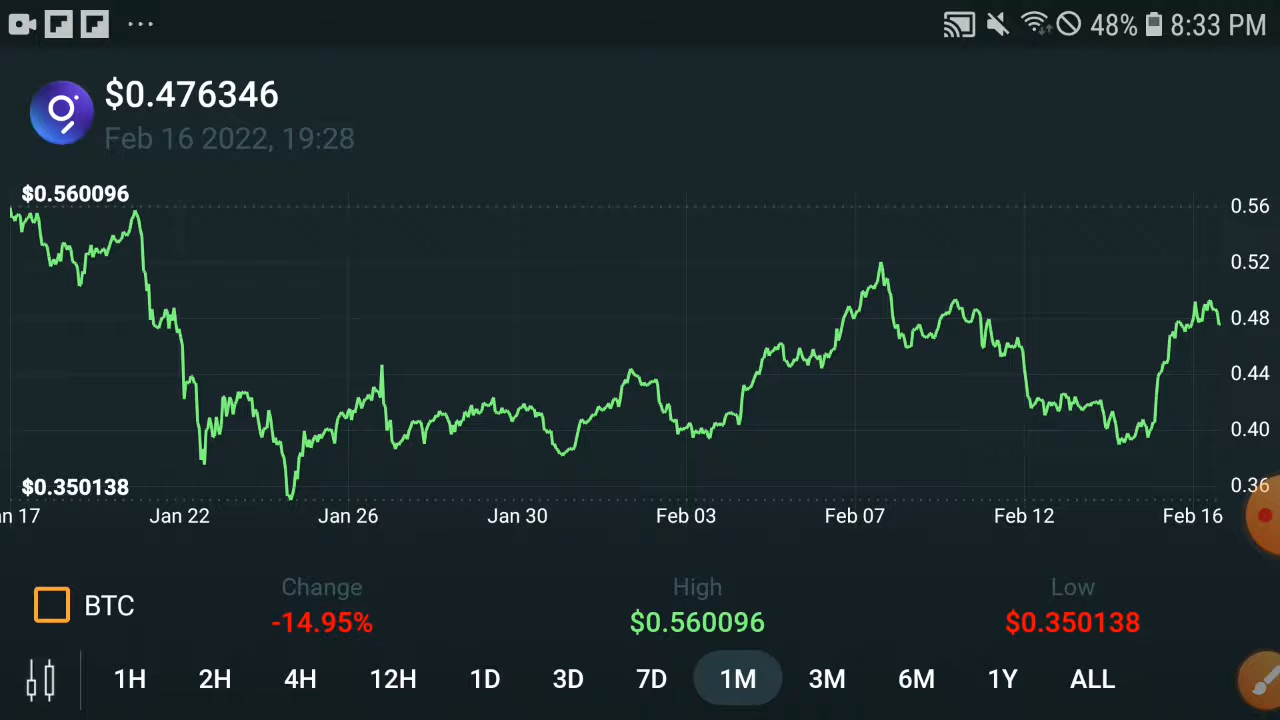 48% 8:33 PM
$0.476346
Feb 16 2022, 19:28
$0.560096
0.56
0.52
0.48
0.44
0.40
$0.350138
0.36
n 17 Jan 22 Jan 26 Jan 30 Feb 03 Feb 07 Feb 12 Feb 16
BTC
Change High Low
-14.95% $0.560096 $0.350138
1H 2H 4H 12H 1D 3D 7D 1M 3M 6M 1Y ALL